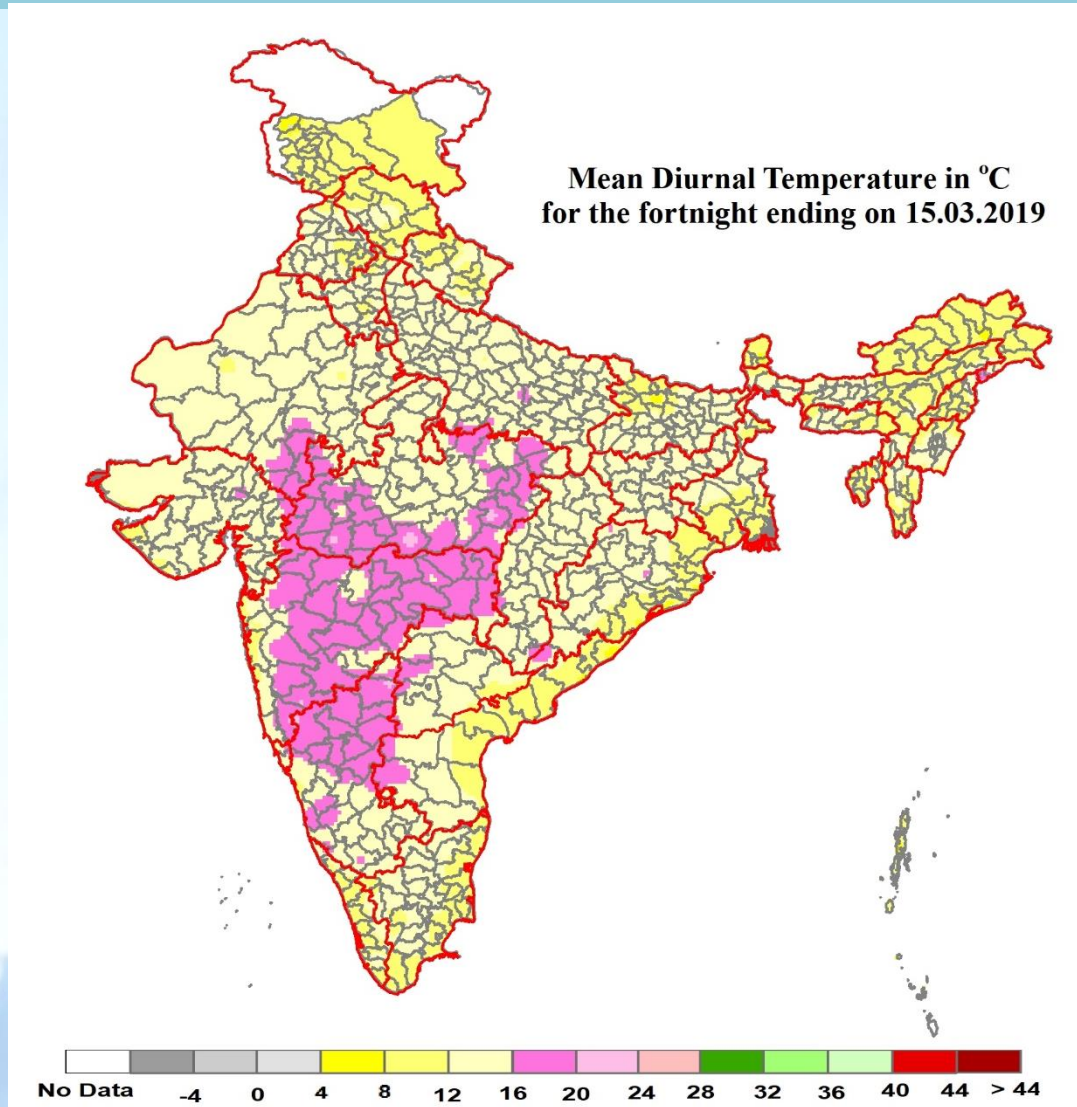 Mean Diurnal Temperature in °C
for the fortnight ending on 15.03.2019
No Data -4 0 4 8 12 16 20 24 28 32 36 40 44 > 44